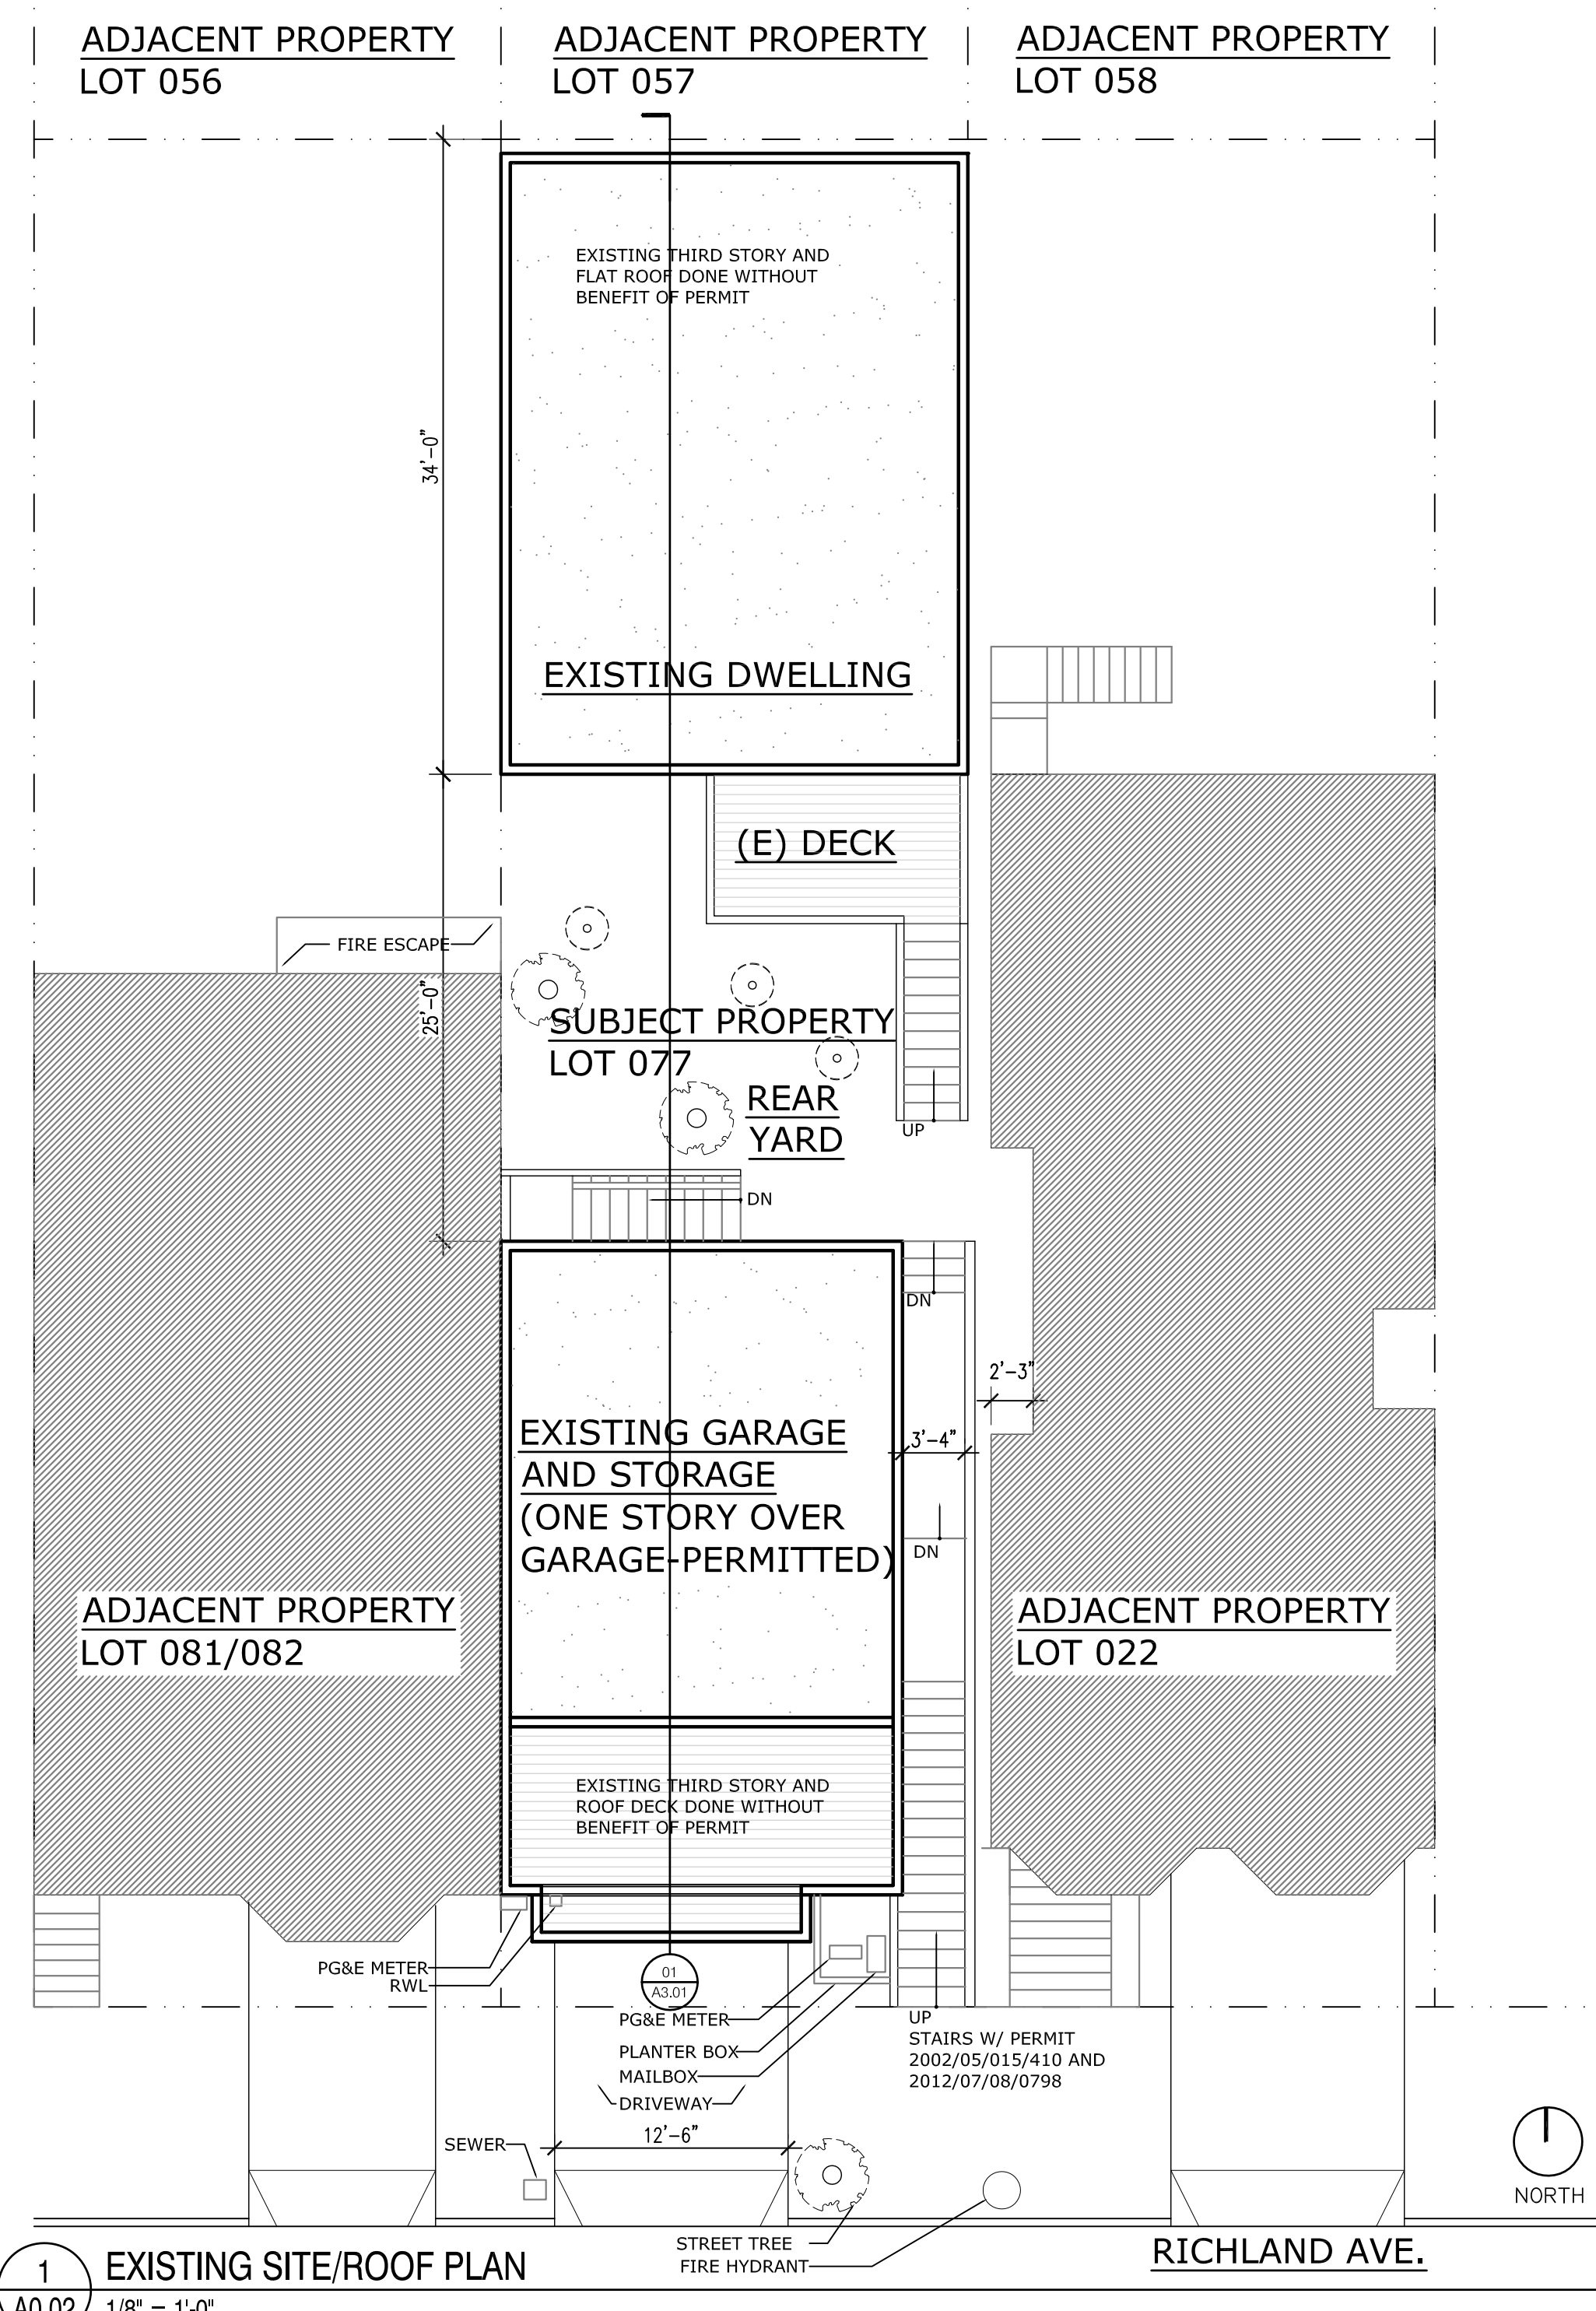 ADJACENT PROPERTY
LOT 056
ADJACENT PROPERTY
LOT 057
ADJACENT PROPERTY
LOT 058
EXISTING THIRD STORY AND
FLAT ROOF DONE WITHOUT
BENEFIT OF PERMIT
34'-0"
EXISTING DWELLING
(E) DECK
FIRE ESCAPE
25'-0"
SUBJECT PROPERTY
LOT 077
REAR
YARD
UP
DN
DN
2'-3"
3'-4"
EXISTING GARAGE
AND STORAGE
(ONE STORY OVER
GARAGE-PERMITTED)
DN
ADJACENT PROPERTY
LOT 081/082
ADJACENT PROPERTY
LOT 022
EXISTING THIRD STORY AND
ROOF DECK DONE WITHOUT
BENEFIT OF PERMIT
PG&E METER
RWL
01
A3.01
PG&E METER
PLANTER BOX
MAILBOX
DRIVEWAY
UP
STAIRS W/ PERMIT
2002/05/015/410 AND
2012/07/08/0798
12'-6"
SEWER
NORTH
STREET TREE
FIRE HYDRANT
RICHLAND AVE.
1
EXISTING SITE/ROOF PLAN
A0.02
1/8" = 1'-0"